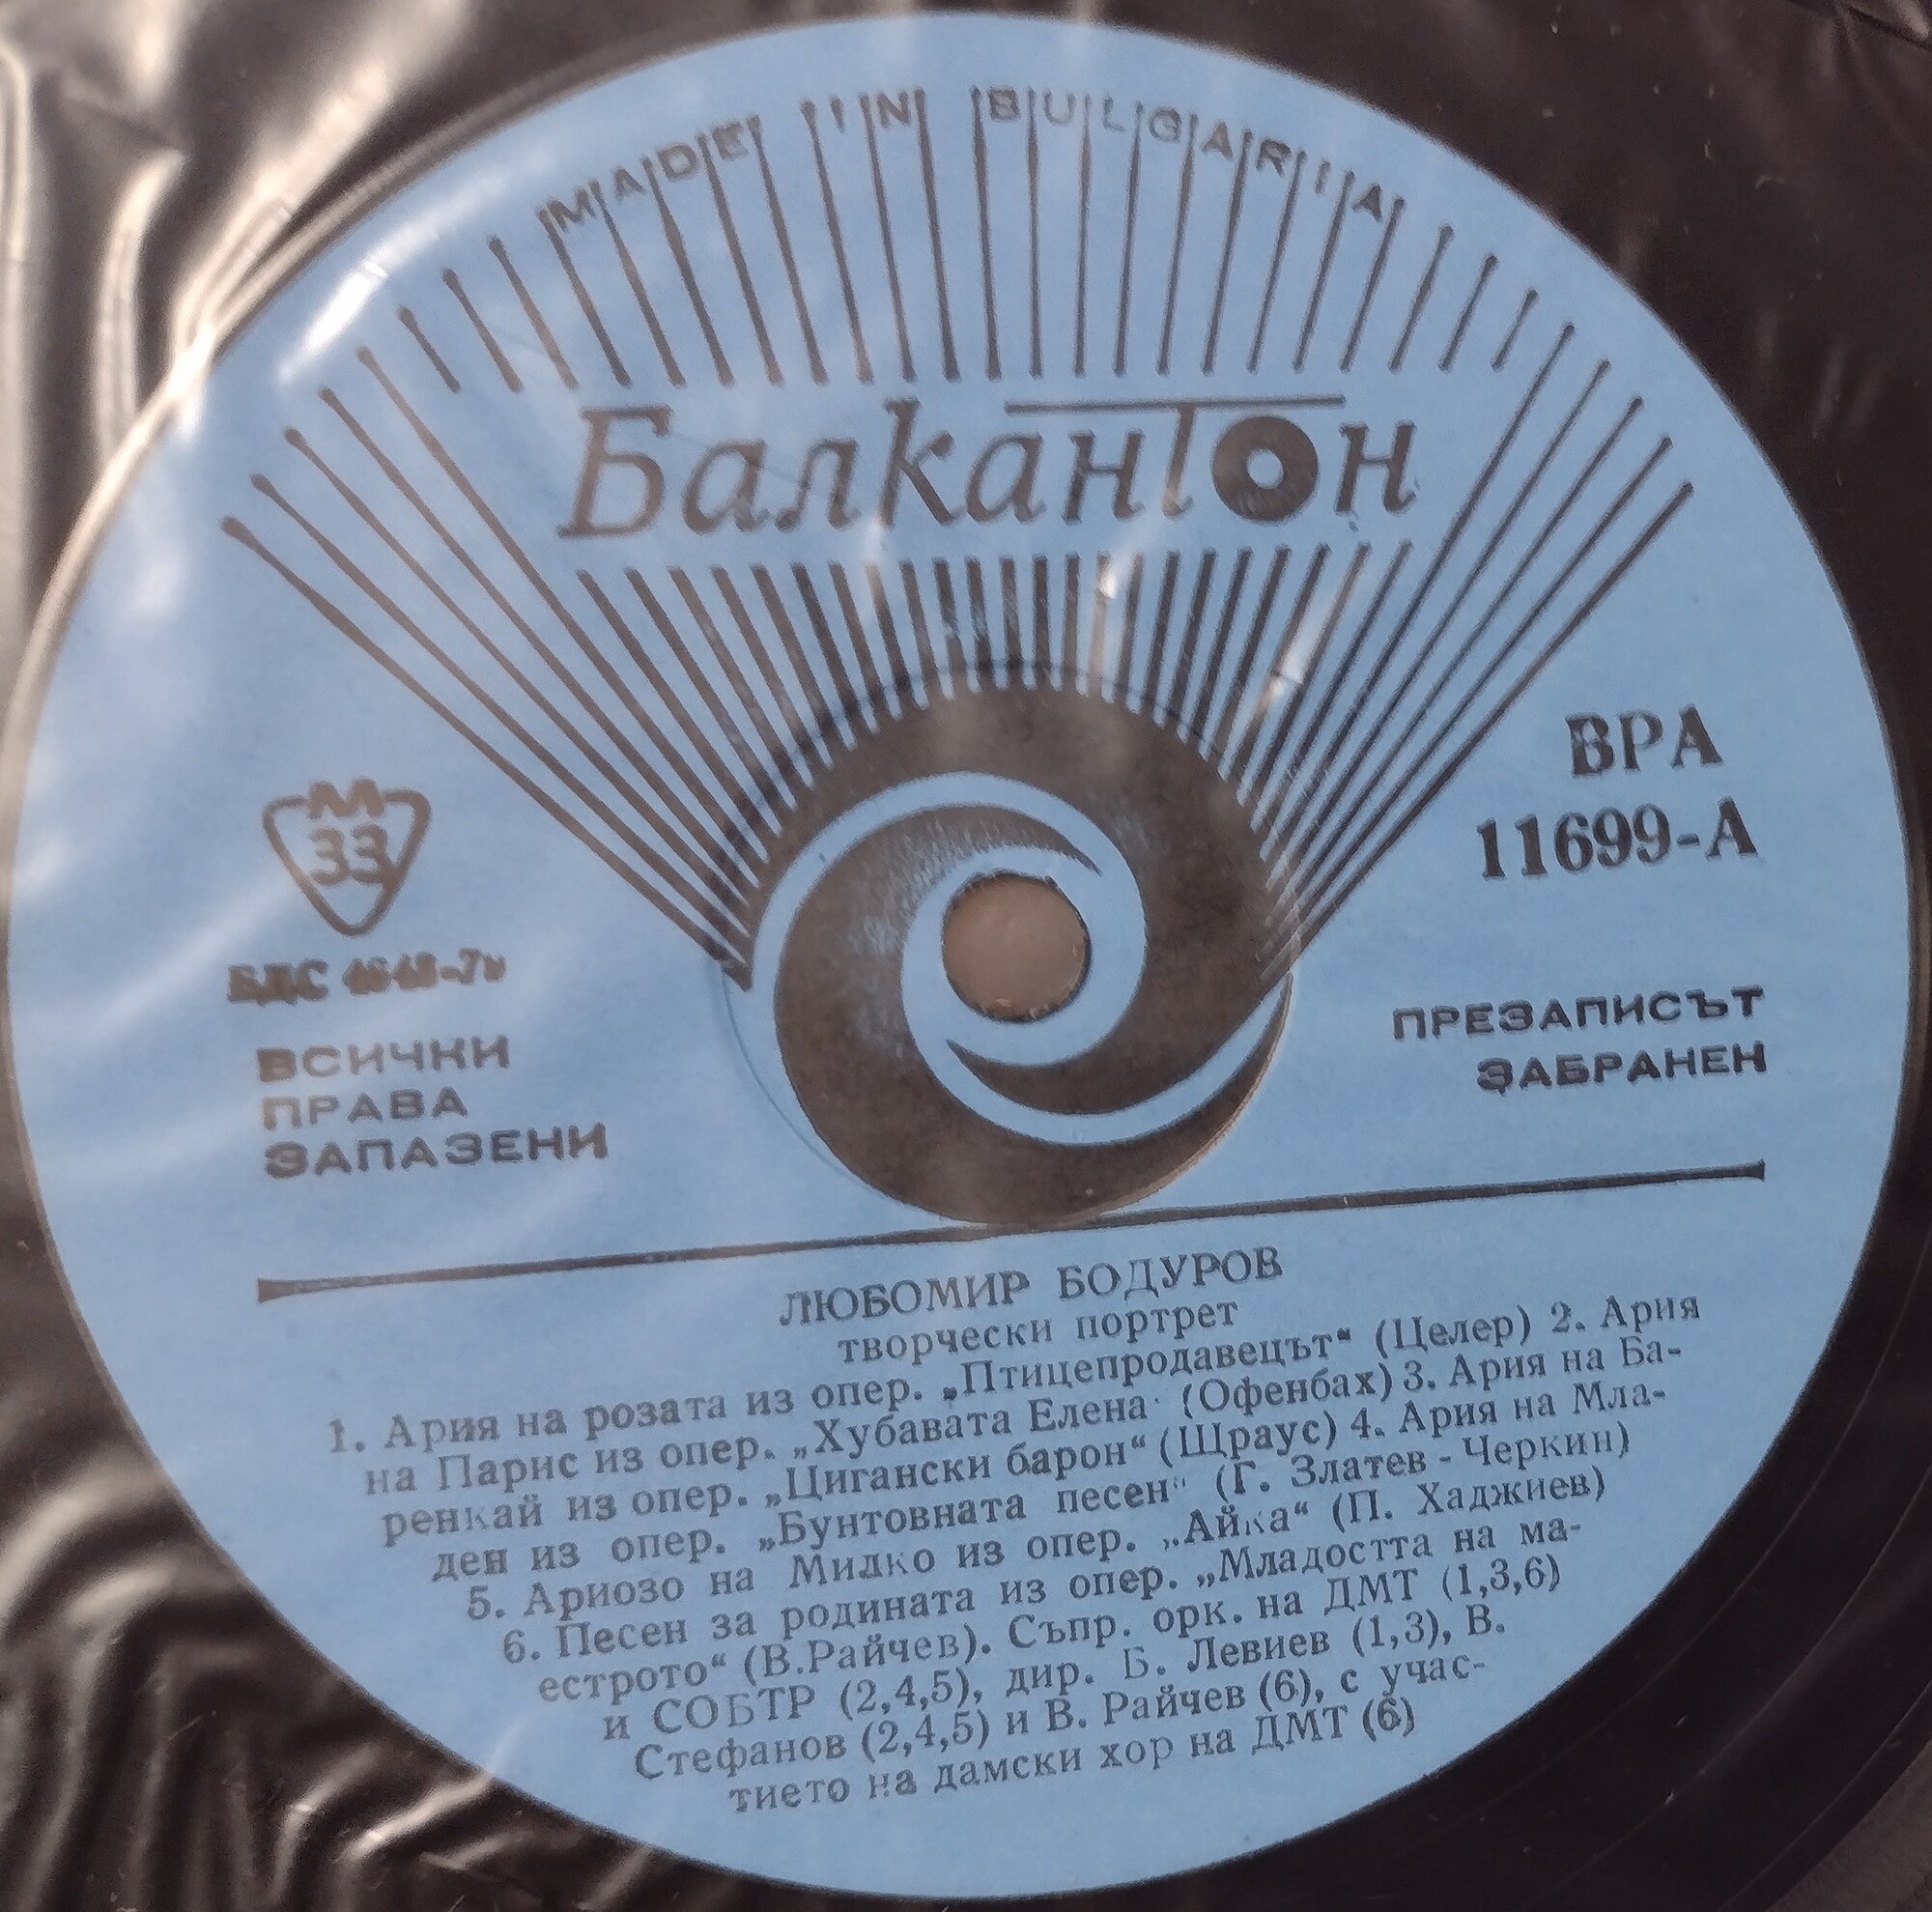 MADE IN BULGARIA
Балкантон
ВРА
11699-А
М
33
БДС
ВСИЧКИ
ПРАВА
ЗАПАЗЕНИ
ПРЕЗАПИСЪТ
ЗАБРАНЕН
ЛЮБОМИР БОДУРОВ
творчески портрет
1. Ария на розата из опер. „Птицепродавецът“ (Целер) 2. Ария
на Парис из опер. „Хубавата Елена“ (Офенбах) 3. Ария на Ба-
ренкай из опер. „Цигански барон“ (Щраус) 4. Ария на Мла-
ден из опер. „Бунтовната песен“ (Г. Златев - Черкин)
5. Ариозо на Милко из опер. „Айка“ (П. Хаджиев)
6. Песен за родината из опер. „Младостта на ма-
естрото“ (В.Райчев). Съпр. орк. на ДМТ (1,3,6)
и СОБТР (2,4,5), дир. Б. Левиев (1,3), В.
Стефанов (2,4,5) и В. Райчев (6), с учас-
тието на дамски хор на ДМТ (6)